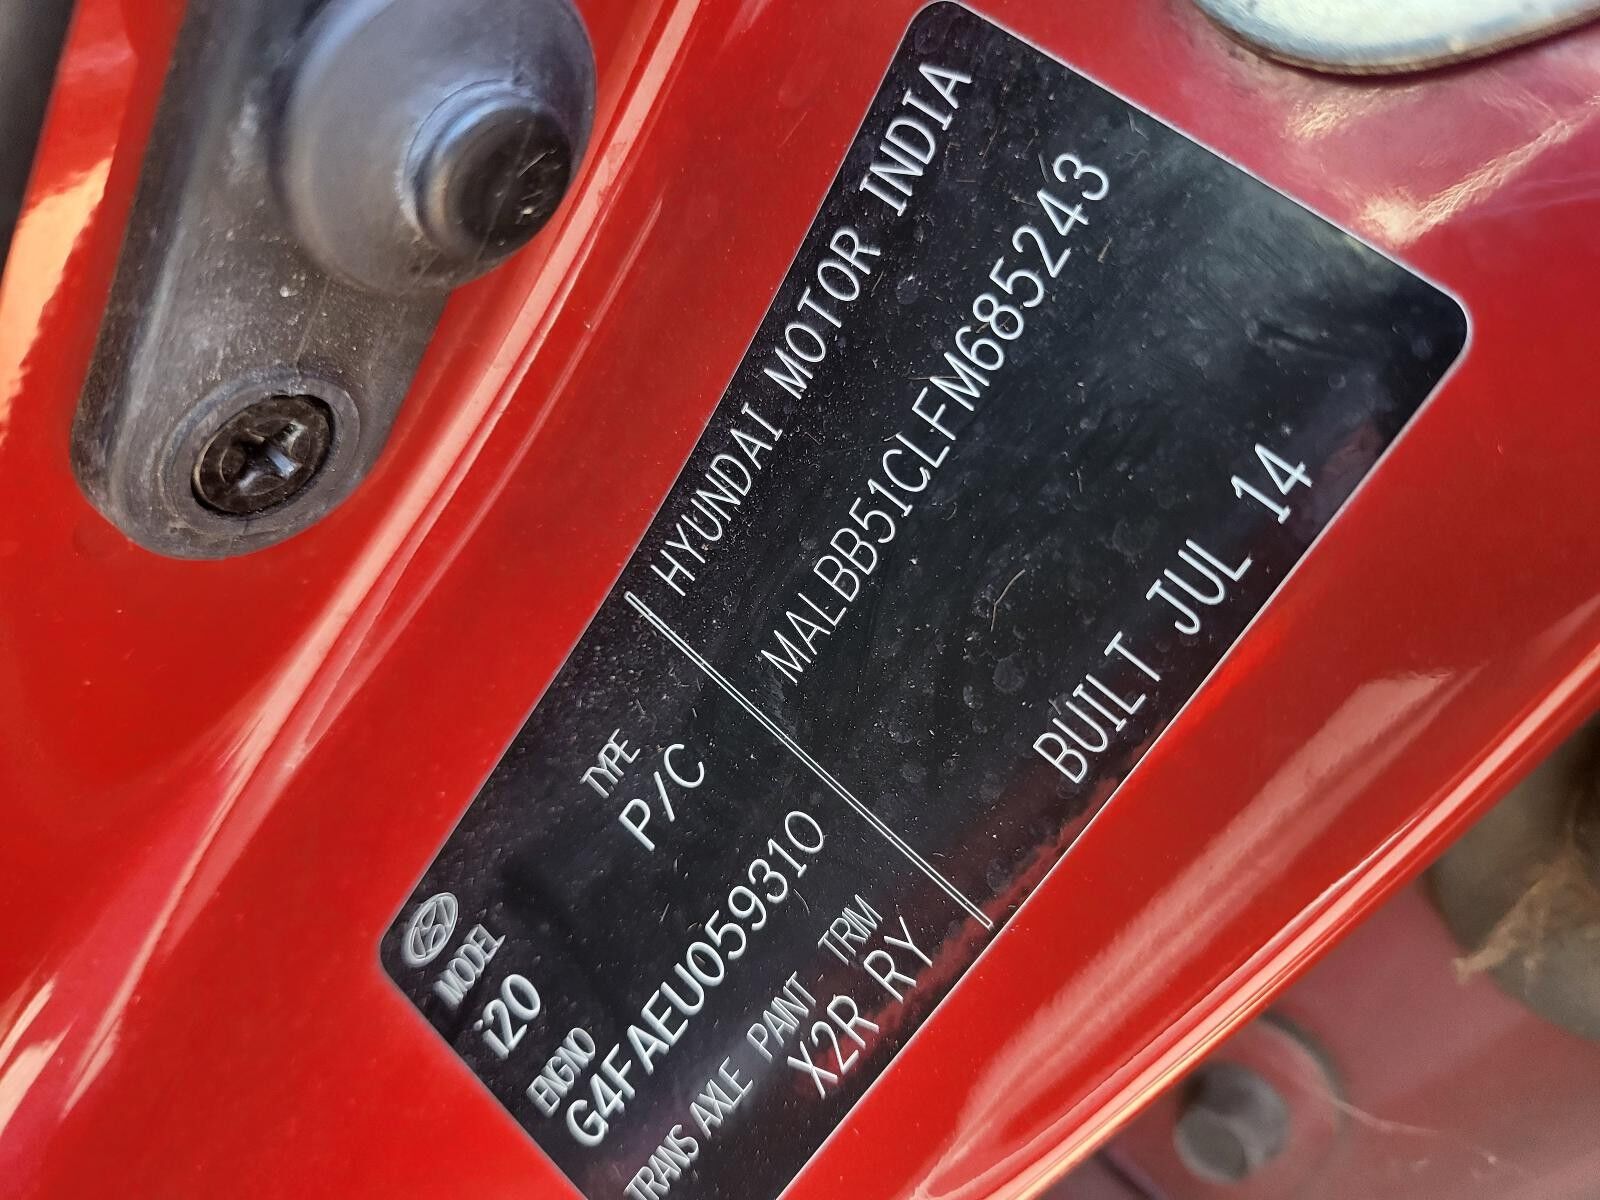 HYUNDAI MOTOR INDIA
MALBB51CLFM685243
BUILT JUL 14
MODEL TYPE
i20 P/C
ENGNO
G4FAEU059310
TRANS AXLE PAINT TRIM
X2R RY